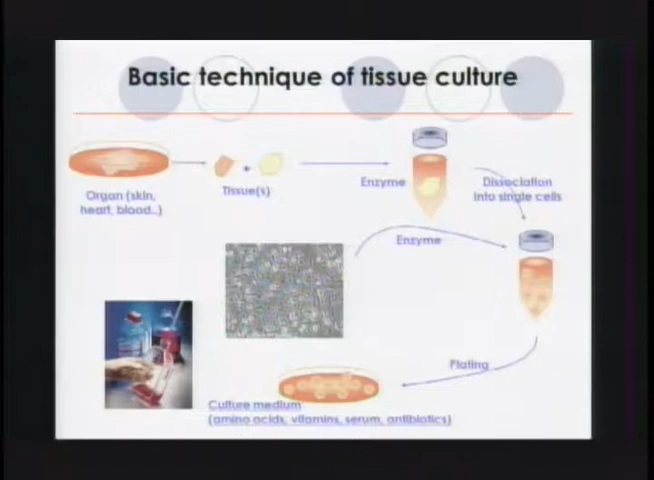 Basic technique of tissue culture
Organ (skin,
heart, blood..)
+
Tissue(s)
Enzyme
Dissociation
into single cells
Enzyme
Plating
Culture medium
(amino acids, vitamins, serum, antibiotics)